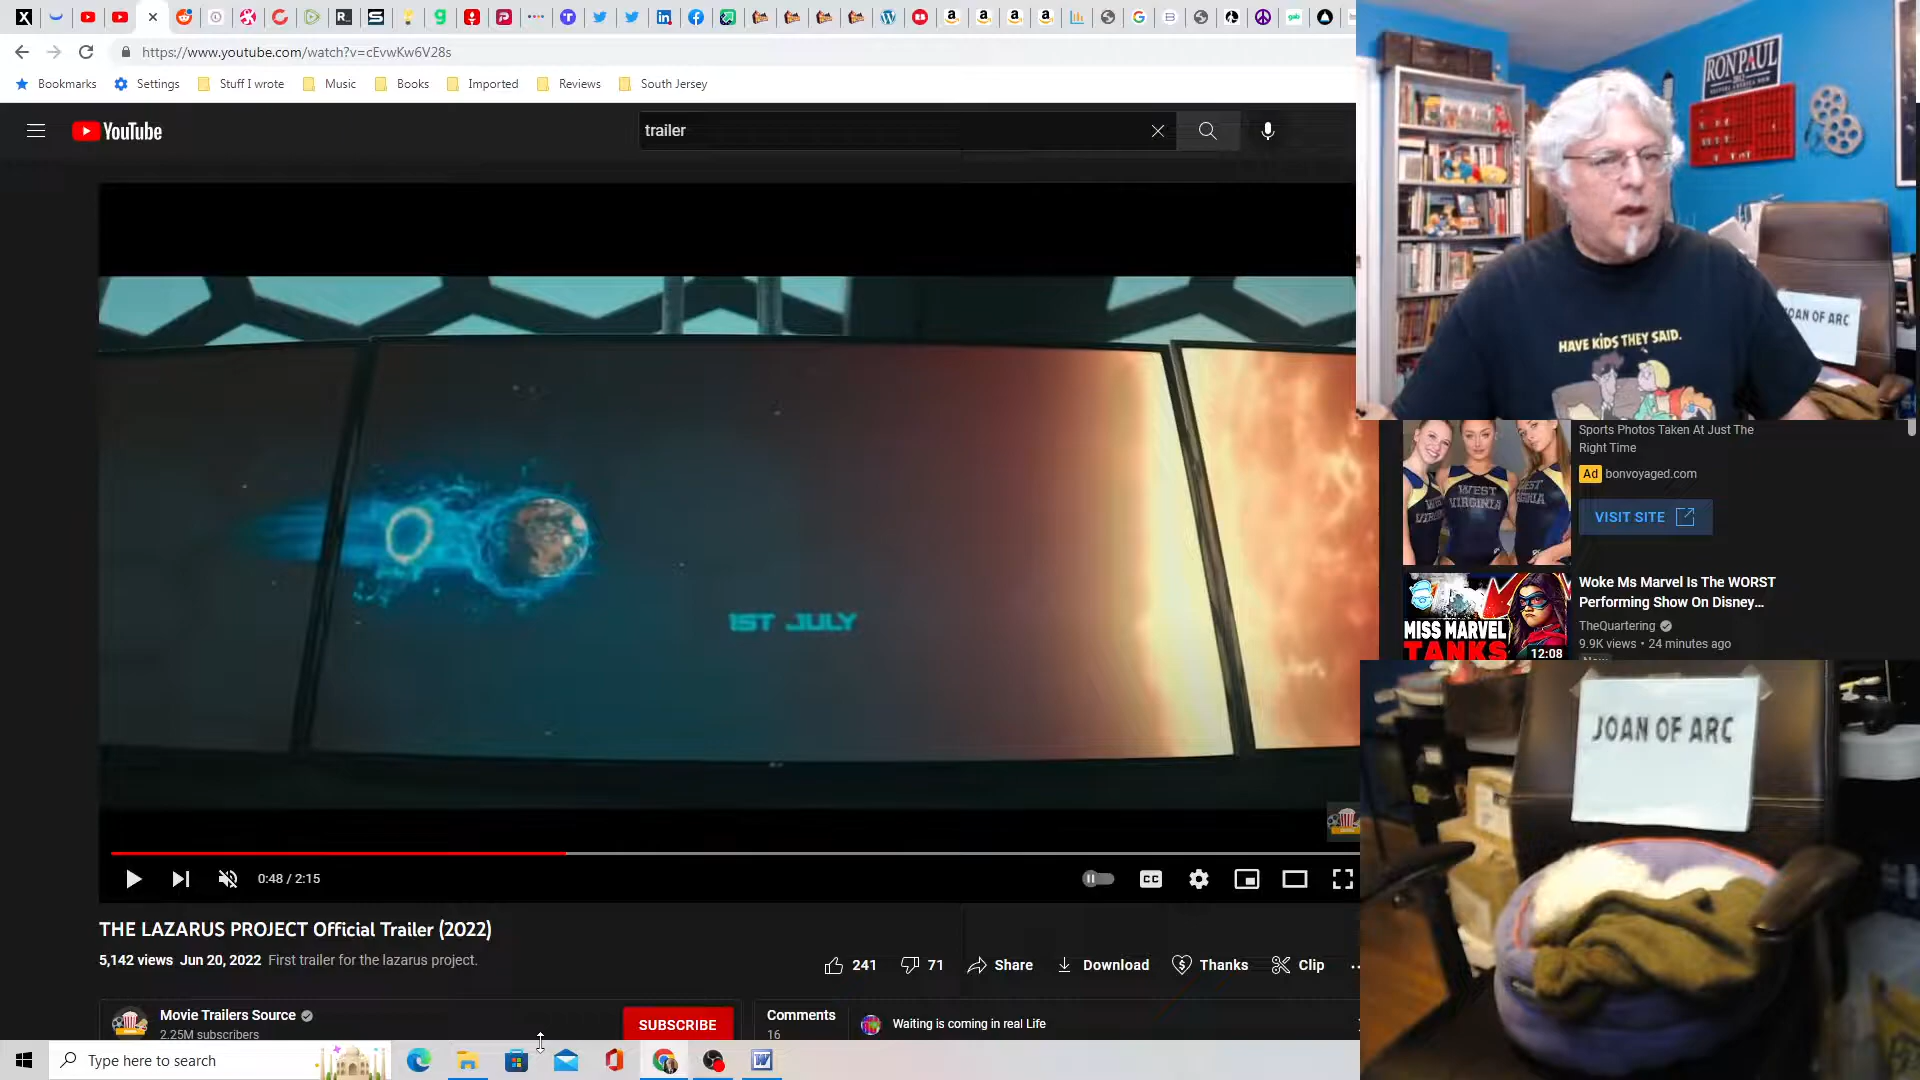 https://www.youtube.com/watch?v=cEvwKw6V28s
Bookmarks
Settings
Stuff I wrote
Music
Books
Imported
Reviews
South Jersey
YouTube
trailer
RON PAUL
JOAN OF ARC
HAVE KIDS THEY SAID.
1ST JULY
Sports Photos Taken At Just The
Right Time
Ad bonvoyaged.com
VISIT SITE
WEST
VIRGINIA
Woke Ms Marvel Is The WORST
Performing Show On Disney...
TheQuartering
9.9K views • 24 minutes ago
MISS MARVEL
TANKS
12:08
JOAN OF ARC
0:48 / 2:15
CC
THE LAZARUS PROJECT Official Trailer (2022)
5,142 views Jun 20, 2022 First trailer for the lazarus project.
241
71
Share
Download
Thanks
Clip
Movie Trailers Source
2.25M subscribers
SUBSCRIBE
Comments
16
Waiting is coming in real Life
Type here to search